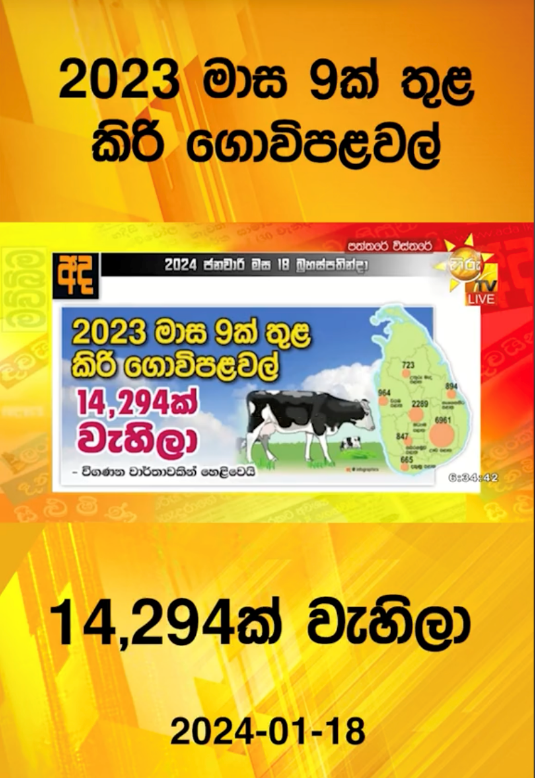 2023 මාස 9ක් තුළ
කිරි ගොවිපළවල්
පත්තරේ විස්තරේ
අද
2024 ජනවාරි මස 18 බ්‍රහස්පතින්දා
TV
LIVE
2023 මාස 9ක් තුළ
කිරි ගොවිපළවල්
14,294ක්
වැහිලා
- විගණන වාර්තාවකින් හෙළිවෙයි
723
964
894
2289
6961
847
665
6:34:42
14,294ක් වැහිලා
2024-01-18